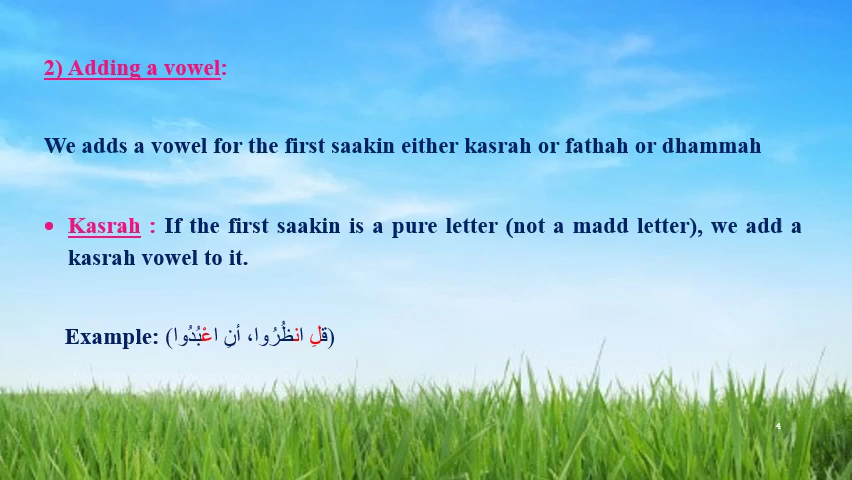 2) Adding a vowel:
We adds a vowel for the first saakin either kasrah or fathah or dhammah
• Kasrah : If the first saakin is a pure letter (not a madd letter), we add a
kasrah vowel to it.
Example: (قلِ انظُرُوا، أنِ اعْبُدُوا)
4